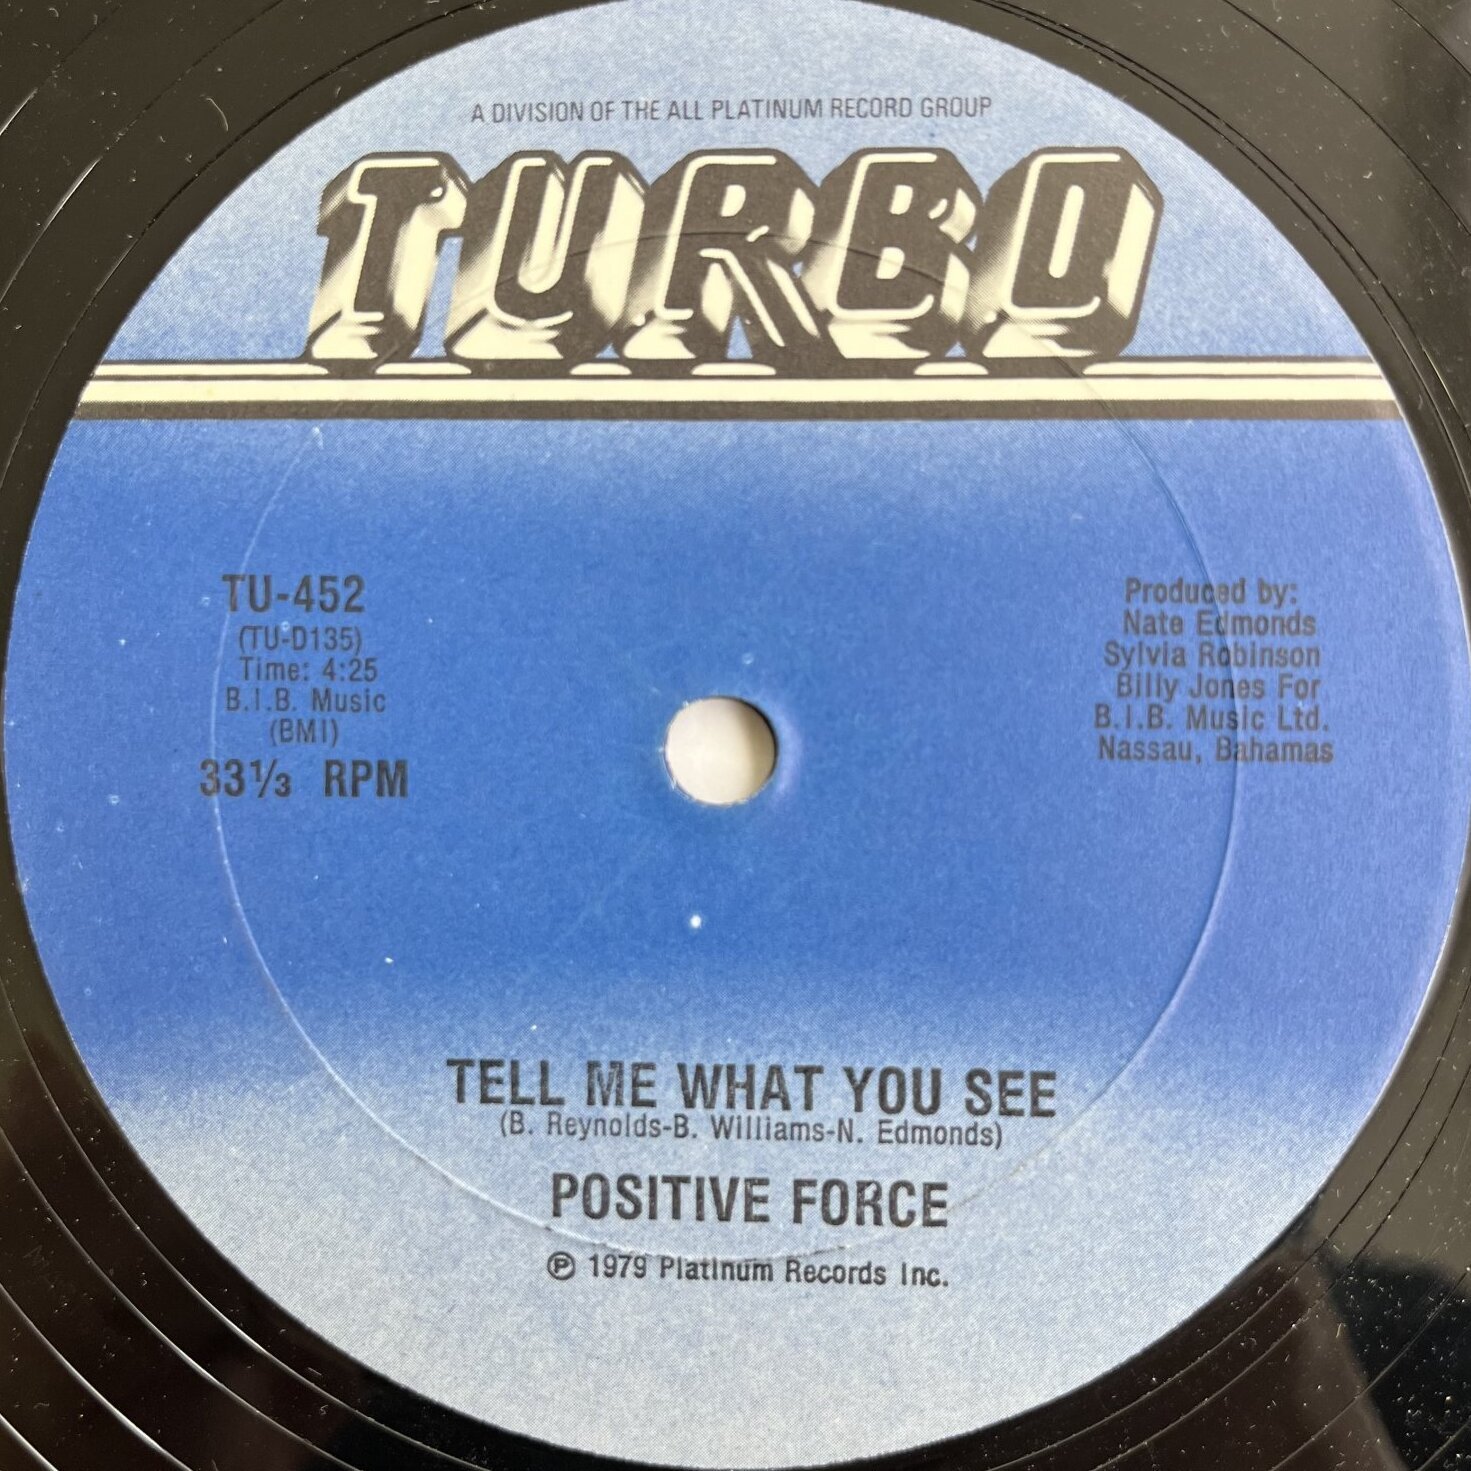 A DIVISION OF THE ALL PLATINUM RECORD GROUP
TURBO
TU-452
(TU-D135)
Time: 4:25
B.I.B. Music
(BMI)
33⅓ RPM
Produced by:
Nate Edmonds
Sylvia Robinson
Billy Jones For
B.I.B. Music Ltd.
Nassau, Bahamas
TELL ME WHAT YOU SEE
(B. Reynolds-B. Williams-N. Edmonds)
POSITIVE FORCE
℗ 1979 Platinum Records Inc.